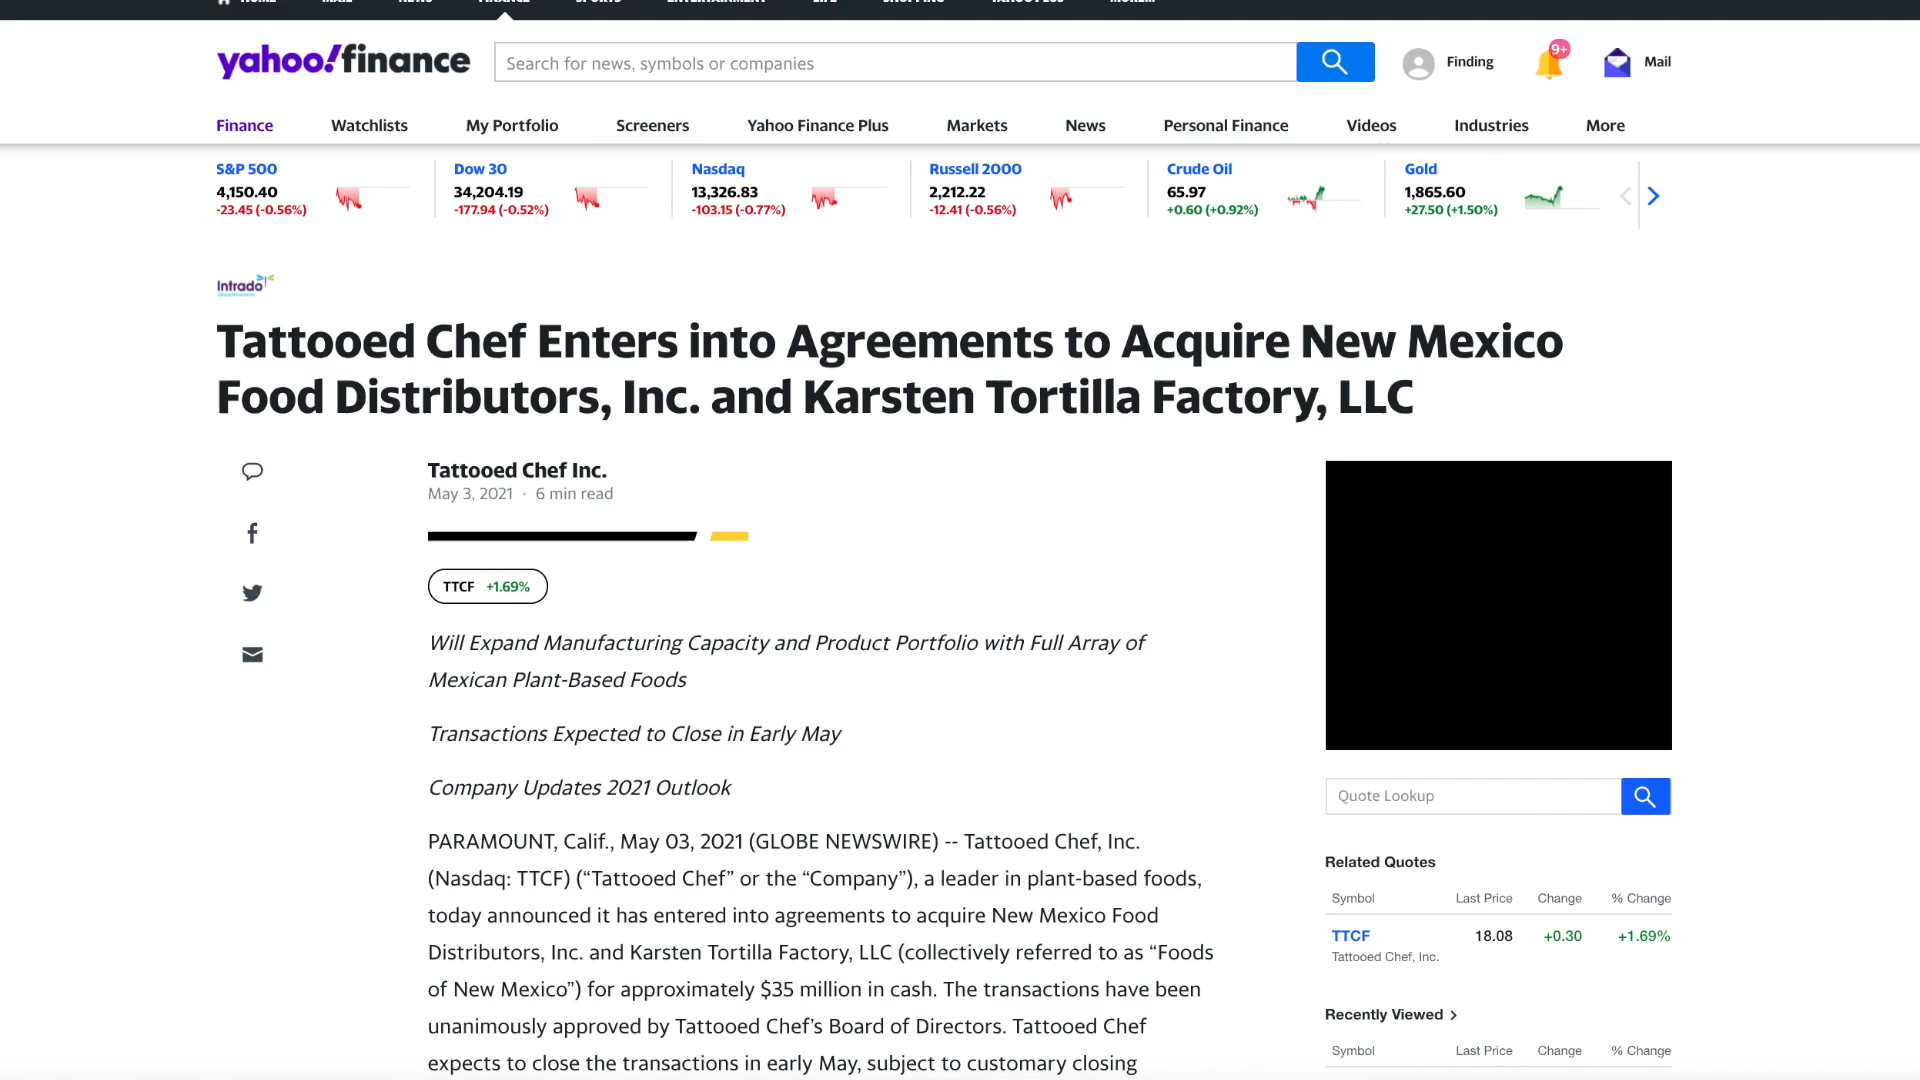 HOME MAIL NEWS FINANCE SPORTS ENTERTAINMENT LIFE SHOPPING YAHOO PLUS MORE...
yahoo!finance
Search for news, symbols or companies
Finding
9+
Mail
Finance Watchlists My Portfolio Screeners Yahoo Finance Plus Markets News Personal Finance Videos Industries More
S&P 500
4,150.40
-23.45 (-0.56%)
Dow 30
34,204.19
-177.94 (-0.52%)
Nasdaq
13,326.83
-103.15 (-0.77%)
Russell 2000
2,212.22
-12.41 (-0.56%)
Crude Oil
65.97
+0.60 (+0.92%)
Gold
1,865.60
+27.50 (+1.50%)
Intrado
Tattooed Chef Enters into Agreements to Acquire New Mexico
Food Distributors, Inc. and Karsten Tortilla Factory, LLC
Tattooed Chef Inc.
May 3, 2021 · 6 min read
TTCF +1.69%
Will Expand Manufacturing Capacity and Product Portfolio with Full Array of
Mexican Plant-Based Foods
Transactions Expected to Close in Early May
Company Updates 2021 Outlook
PARAMOUNT, Calif., May 03, 2021 (GLOBE NEWSWIRE) -- Tattooed Chef, Inc.
(Nasdaq: TTCF) (“Tattooed Chef” or the “Company”), a leader in plant-based foods,
today announced it has entered into agreements to acquire New Mexico Food
Distributors, Inc. and Karsten Tortilla Factory, LLC (collectively referred to as “Foods
of New Mexico”) for approximately $35 million in cash. The transactions have been
unanimously approved by Tattooed Chef’s Board of Directors. Tattooed Chef
expects to close the transactions in early May, subject to customary closing
Quote Lookup
Related Quotes
Symbol Last Price Change % Change
TTCF 18.08 +0.30 +1.69%
Tattooed Chef, Inc.
Recently Viewed
Symbol Last Price Change % Change